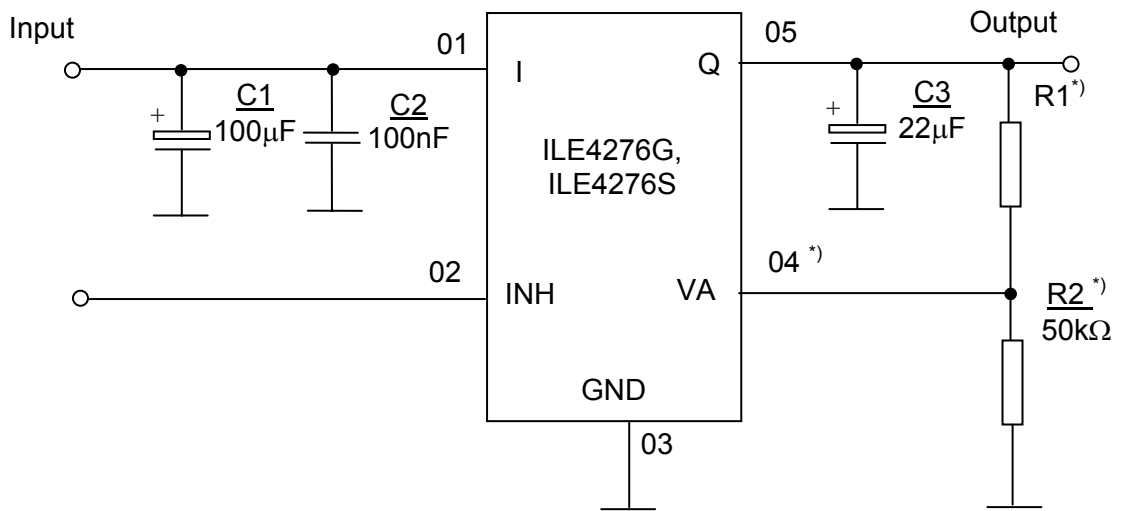 Input
Output
01
05
I
Q
+
C1
100μF
C2
100nF
+
C3
22μF
R1*)
ILE4276G,
ILE4276S
02
04 *)
INH
VA
R2 *)
50kΩ
GND
03